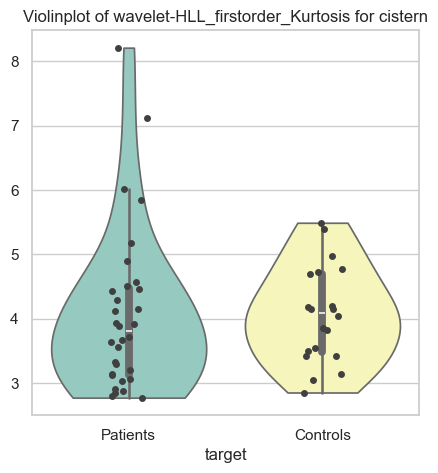 Violinplot of wavelet-HLL_firstorder_Kurtosis for cistern
8
7
6
5
4
3
Patients Controls
target